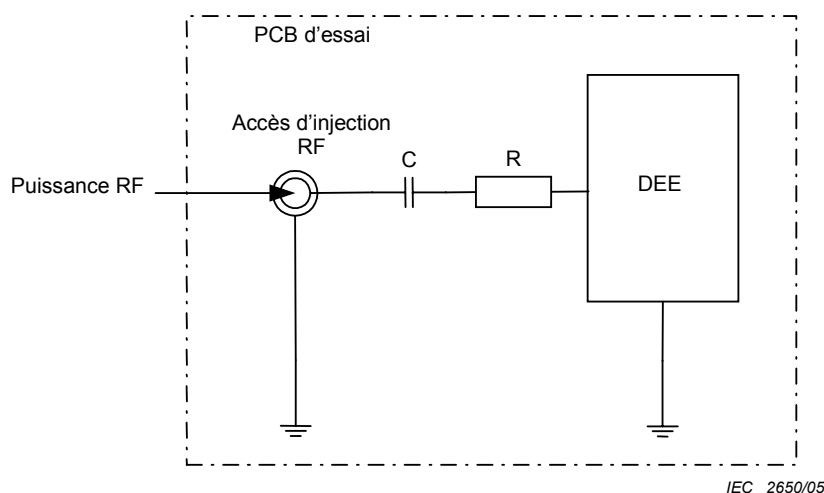 PCB d'essai
Accès d'injection
RF
Puissance RF
C
R
DEE
IEC 2650/05